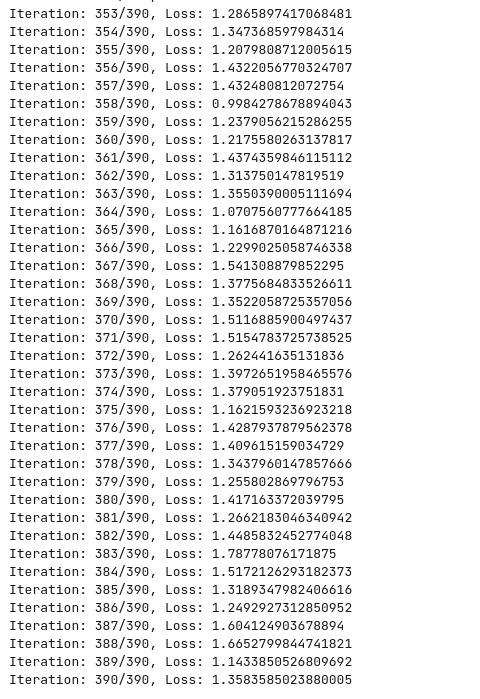 Iteration: 353/390, Loss: 1.2865897417068481
Iteration: 354/390, Loss: 1.347368597984314
Iteration: 355/390, Loss: 1.2079808712005615
Iteration: 356/390, Loss: 1.4322056770324707
Iteration: 357/390, Loss: 1.432480812072754
Iteration: 358/390, Loss: 0.9984278678894043
Iteration: 359/390, Loss: 1.2379056215286255
Iteration: 360/390, Loss: 1.2175580263137817
Iteration: 361/390, Loss: 1.4374359846115112
Iteration: 362/390, Loss: 1.313750147819519
Iteration: 363/390, Loss: 1.3550390005111694
Iteration: 364/390, Loss: 1.0707560777664185
Iteration: 365/390, Loss: 1.1616870164871216
Iteration: 366/390, Loss: 1.2299025058746338
Iteration: 367/390, Loss: 1.541308879852295
Iteration: 368/390, Loss: 1.3775684833526611
Iteration: 369/390, Loss: 1.3522058725357056
Iteration: 370/390, Loss: 1.5116885900497437
Iteration: 371/390, Loss: 1.5154783725738525
Iteration: 372/390, Loss: 1.262441635131836
Iteration: 373/390, Loss: 1.3972651958465576
Iteration: 374/390, Loss: 1.379051923751831
Iteration: 375/390, Loss: 1.1621593236923218
Iteration: 376/390, Loss: 1.4287937879562378
Iteration: 377/390, Loss: 1.409615159034729
Iteration: 378/390, Loss: 1.3437960147857666
Iteration: 379/390, Loss: 1.255802869796753
Iteration: 380/390, Loss: 1.417163372039795
Iteration: 381/390, Loss: 1.2662183046340942
Iteration: 382/390, Loss: 1.4485832452774048
Iteration: 383/390, Loss: 1.78778076171875
Iteration: 384/390, Loss: 1.5172126293182373
Iteration: 385/390, Loss: 1.3189347982406616
Iteration: 386/390, Loss: 1.2492927312850952
Iteration: 387/390, Loss: 1.604124903678894
Iteration: 388/390, Loss: 1.6652799844741821
Iteration: 389/390, Loss: 1.1433850526809692
Iteration: 390/390, Loss: 1.3583585023880005